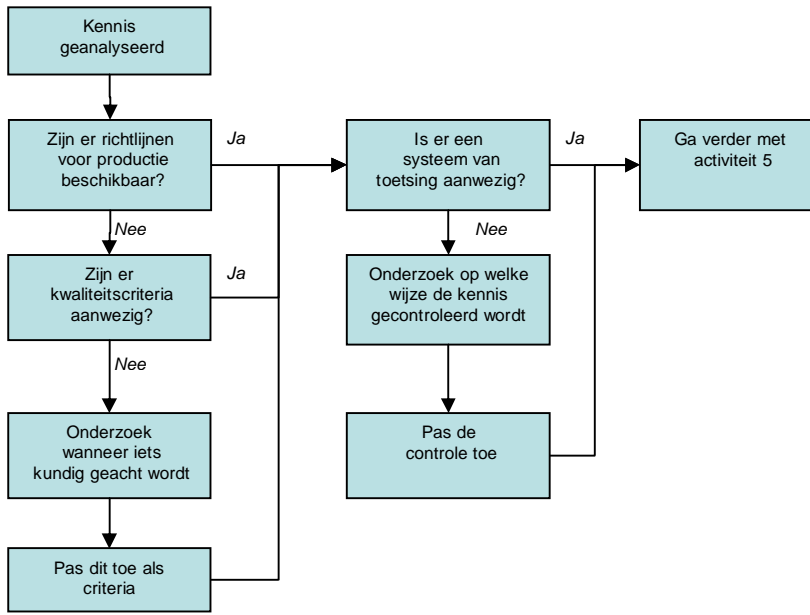 Kennis
geanalyseerd
Zijn er richtlijnen
voor productie
beschikbaar?
Ja
Nee
Zijn er
kwaliteitscriteria
aanwezig?
Ja
Nee
Onderzoek
wanneer iets
kundig geacht wordt
Pas dit toe als
criteria
Is er een
systeem van
toetsing aanwezig?
Ja
Nee
Onderzoek op welke
wijze de kennis
gecontroleerd wordt
Pas de
controle toe
Ga verder met
activiteit 5